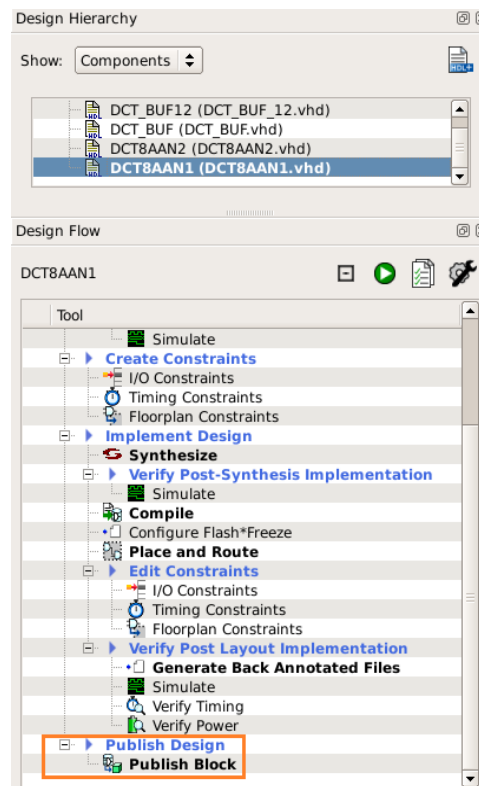 Design Hierarchy
Show: Components
HDL+
DCT_BUF12 (DCT_BUF_12.vhd)
DCT_BUF (DCT_BUF.vhd)
DCT8AAN2 (DCT8AAN2.vhd)
DCT8AAN1 (DCT8AAN1.vhd)
Design Flow
DCT8AAN1
Tool
Simulate
Create Constraints
I/O Constraints
Timing Constraints
Floorplan Constraints
Implement Design
Synthesize
Verify Post-Synthesis Implementation
Simulate
Compile
Configure Flash*Freeze
Place and Route
Edit Constraints
I/O Constraints
Timing Constraints
Floorplan Constraints
Verify Post Layout Implementation
Generate Back Annotated Files
Simulate
Verify Timing
Verify Power
Publish Design
Publish Block